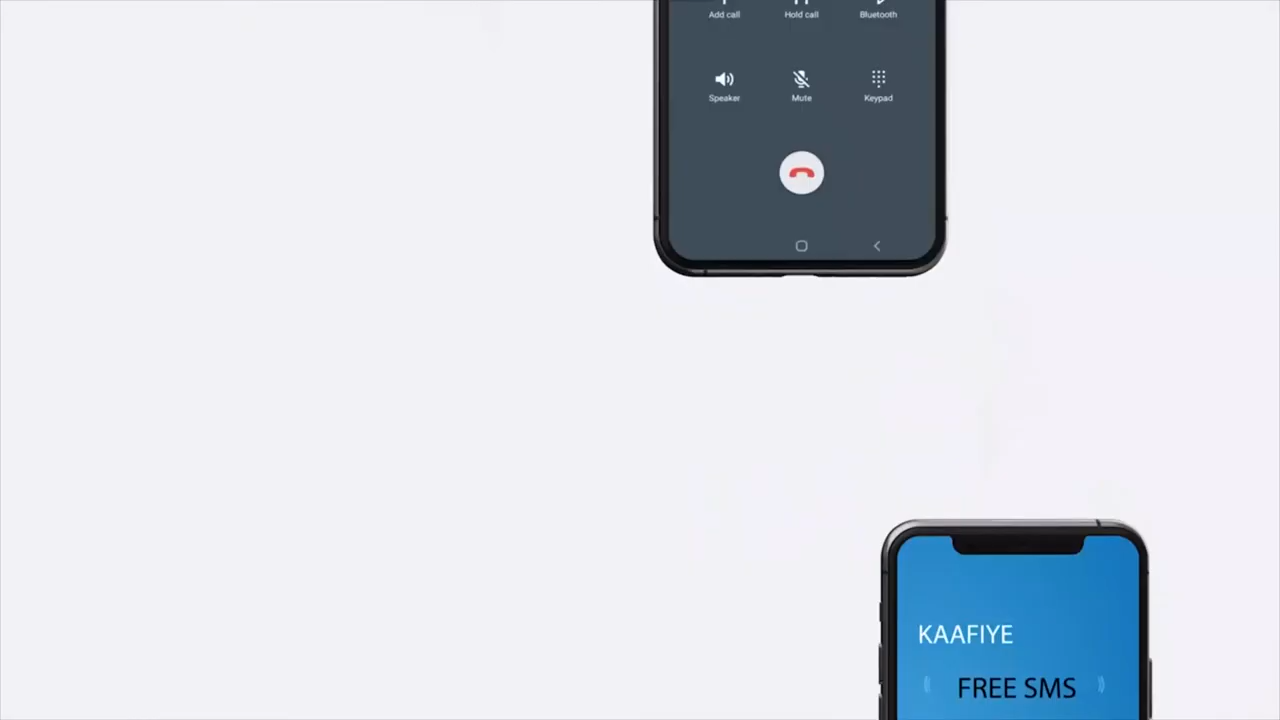 Add call Hold call Bluetooth
Speaker Mute Keypad
KAAFIYE
FREE SMS